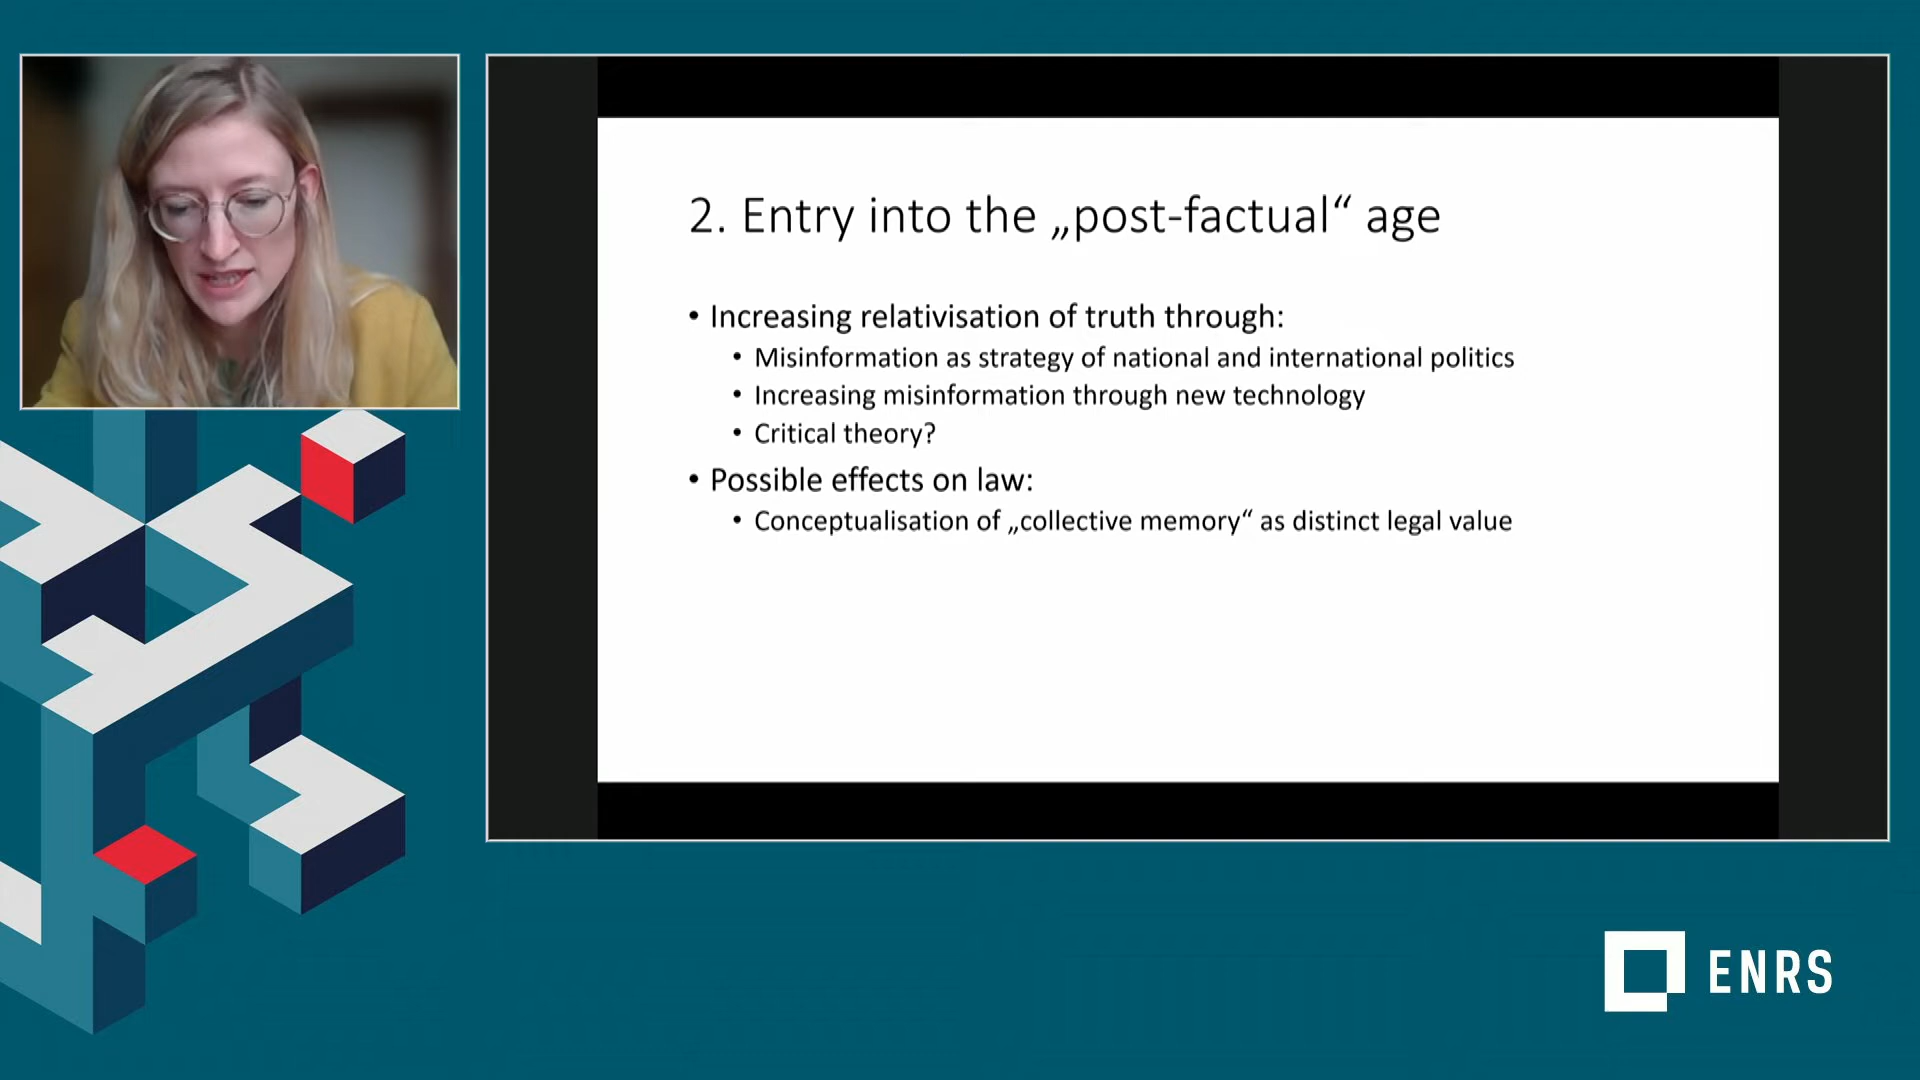 2. Entry into the „post-factual“ age
• Increasing relativisation of truth through:
• Misinformation as strategy of national and international politics
• Increasing misinformation through new technology
• Critical theory?
• Possible effects on law:
• Conceptualisation of „collective memory“ as distinct legal value
ENRS